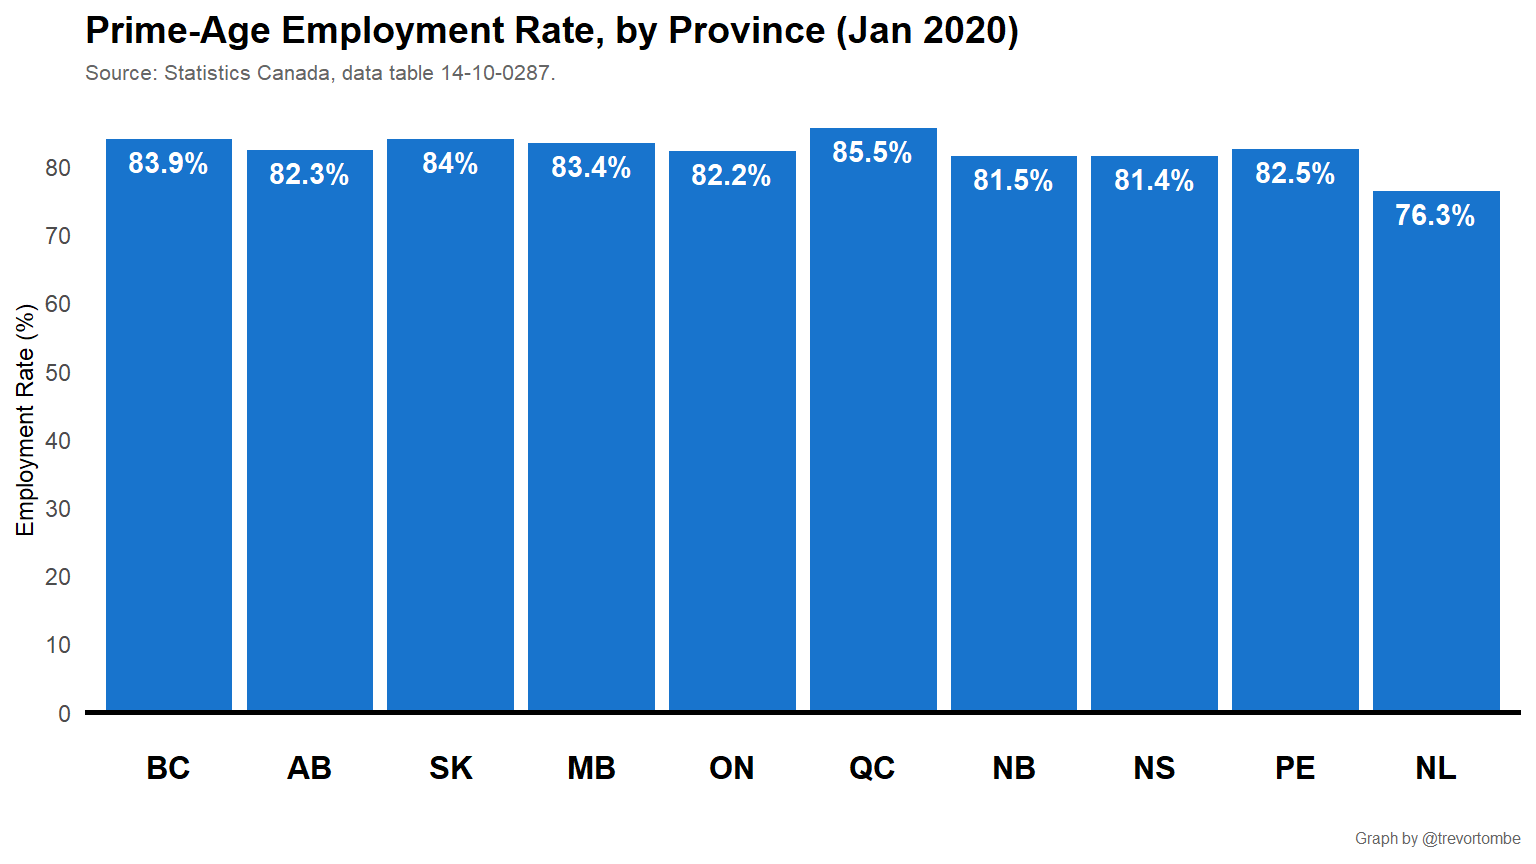 Prime-Age Employment Rate, by Province (Jan 2020)
Source: Statistics Canada, data table 14-10-0287.
Employment Rate (%)
80
70
60
50
40
30
20
10
0
83.9%
82.3%
84%
83.4%
82.2%
85.5%
81.5%
81.4%
82.5%
76.3%
BC
AB
SK
MB
ON
QC
NB
NS
PE
NL
Graph by @trevortombe